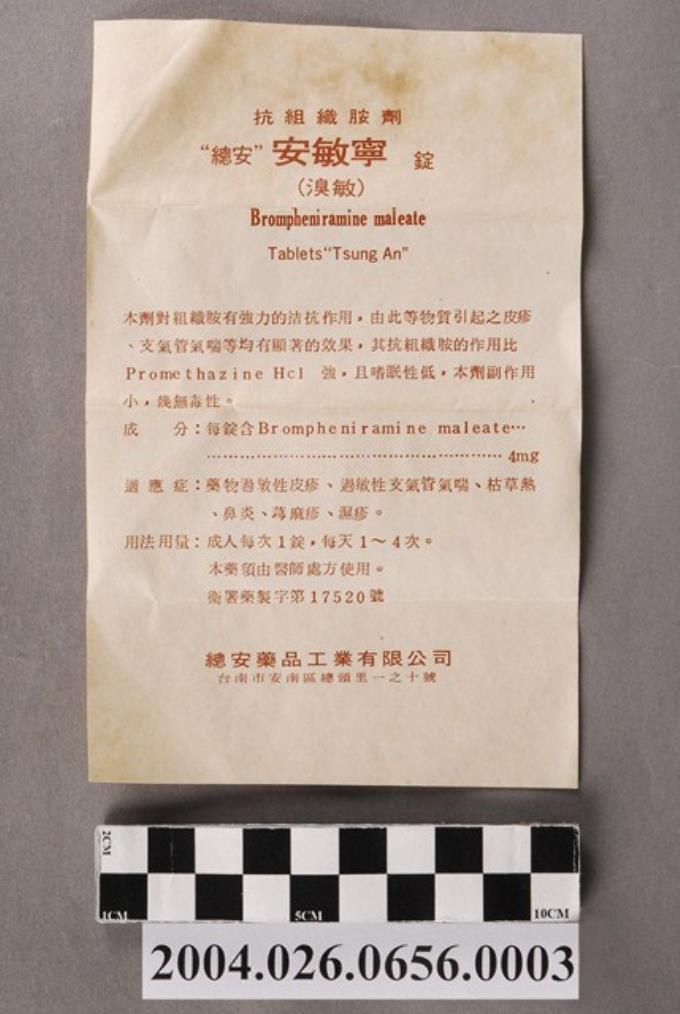 抗組織胺劑
“總安”安敏寧 錠
(溴敏)
Brompheniramine maleate
Tablets“Tsung An”
本劑對組織胺有強力的拮抗作用，由此等物質引起之皮疹
、支氣管氣喘等均有顯著的效果，其抗組織胺的作用比
Promethazine Hcl 強，且嗜眠性低，本劑副作用
小，幾無毒性。
成　分：每錠含Brompheniramine maleate…
……………………………………………… 4mg
適應症：藥物過敏性皮疹、過敏性支氣管氣喘、枯草熱
、鼻炎、蕁麻疹、濕疹。
用法用量：成人每次1錠，每天1～4次。
本藥須由醫師處方使用。
衛署藥製字第17520號
總安藥品工業有限公司
台南市安南區總頭里一之十號
2CM
1CM 5CM 10CM
2004.026.0656.0003